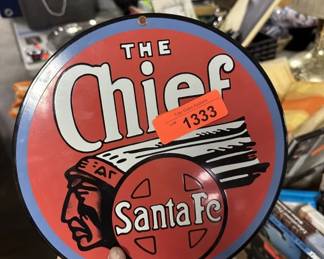 THE
Chief
1333
Santa Fe